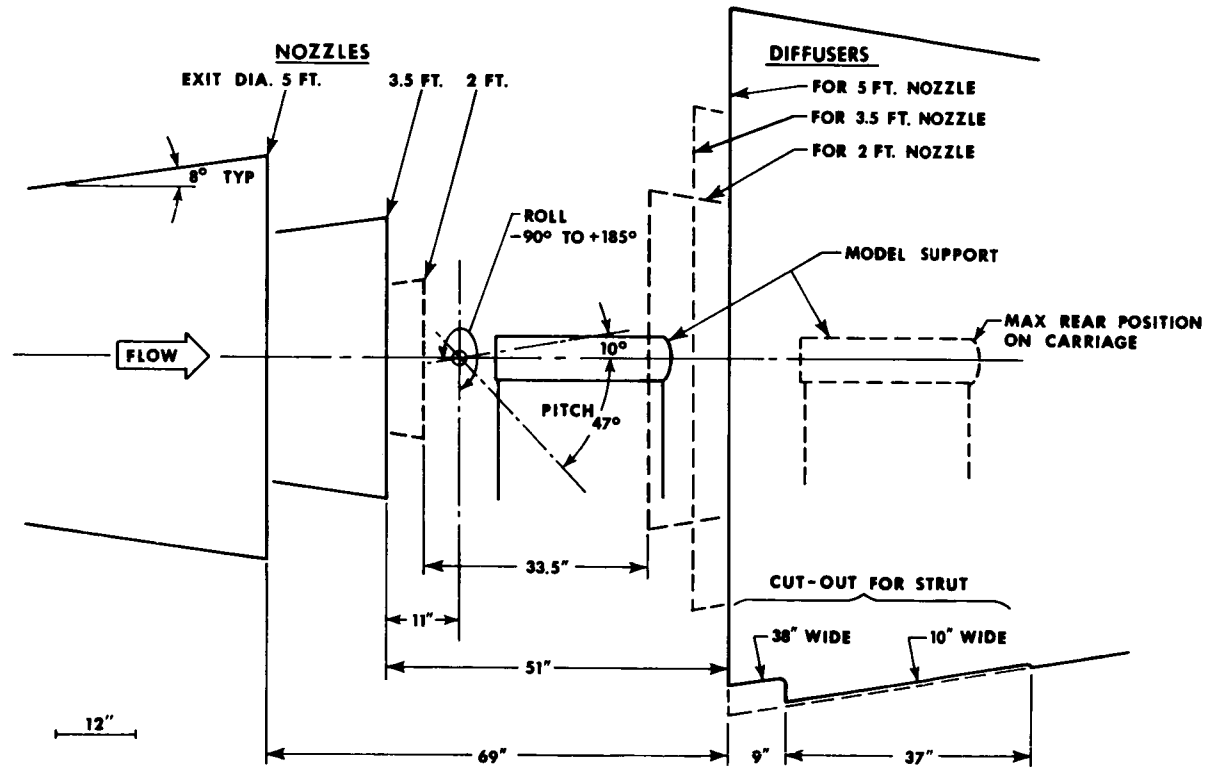 NOZZLES
EXIT DIA. 5 FT.
3.5 FT.
2 FT.
DIFFUSERS
FOR 5 FT. NOZZLE
FOR 3.5 FT. NOZZLE
FOR 2 FT. NOZZLE
8° TYP
ROLL
-90° TO +185°
MODEL SUPPORT
MAX REAR POSITION
ON CARRIAGE
FLOW
10°
PITCH
47°
33.5"
CUT-OUT FOR STRUT
11"
38" WIDE
10" WIDE
51"
12"
69"
9"
37"